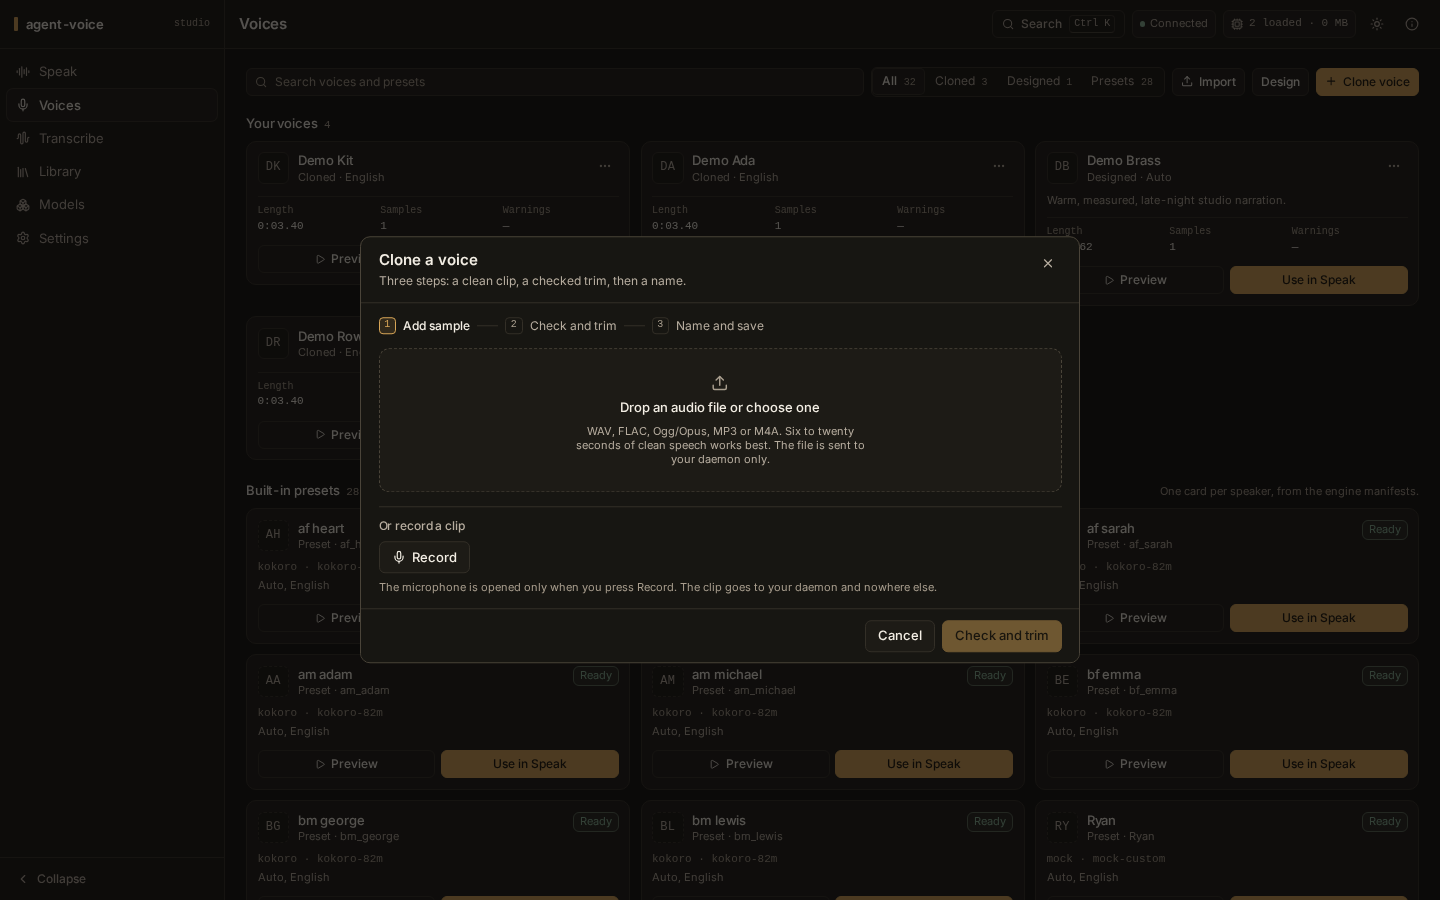 agent-voice
studio
Voices
Search Ctrl K
Connected
2 loaded · 0 MB
Speak
Voices
Transcribe
Library
Models
Settings
Collapse
Search voices and presets
All 32
Cloned 3
Designed 1
Presets 28
Import
Design
Clone voice
Your voices 4
DK
Demo Kit
Cloned · English
Length Samples Warnings
0:03.40 1 —
DA
Demo Ada
Cloned · English
Length Samples Warnings
0:03.40 1 —
DB
Demo Brass
Designed · Auto
Warm, measured, late-night studio narration.
Length Samples Warnings
62 1 —
Preview
Use in Speak
DR
Length
0:03.40
Clone a voice
Three steps: a clean clip, a checked trim, then a name.
1 Add sample
2 Check and trim
3 Name and save
Drop an audio file or choose one
WAV, FLAC, Ogg/Opus, MP3 or M4A. Six to twenty
seconds of clean speech works best. The file is sent to
your daemon only.
Or record a clip
Record
The microphone is opened only when you press Record. The clip goes to your daemon and nowhere else.
Cancel
Check and trim
Built-in presets 28
One card per speaker, from the engine manifests.
AH
af heart
kokoro · kokoro-82m
Auto, English
af sarah
Preset · af_sarah
Ready
kokoro-82m
English
Preview
Use in Speak
AA
am adam
Preset · am_adam
Ready
kokoro · kokoro-82m
Auto, English
Preview
Use in Speak
AM
am michael
Preset · am_michael
Ready
kokoro · kokoro-82m
Auto, English
Preview
Use in Speak
BE
bf emma
Preset · bf_emma
Ready
kokoro · kokoro-82m
Auto, English
Preview
Use in Speak
BG
bm george
Preset · bm_george
Ready
kokoro · kokoro-82m
Auto, English
BL
bm lewis
Preset · bm_lewis
Ready
kokoro · kokoro-82m
Auto, English
RY
Ryan
Preset · Ryan
Ready
mock · mock-custom
Auto, English